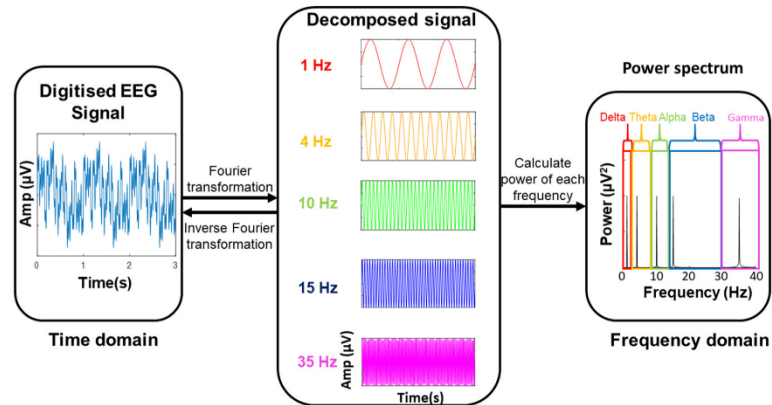 Digitised EEG
Signal
Amp (µV)
0
1
2
3
Time(s)
Time domain
Fourier
transformation
Inverse Fourier
transformation
Decomposed signal
1 Hz
4 Hz
10 Hz
15 Hz
35 Hz
Amp (µV)
Time(s)
Calculate
power of each
frequency
Power spectrum
Delta Theta Alpha Beta Gamma
Power (µV²)
0 10 20 30 40
Frequency (Hz)
Frequency domain